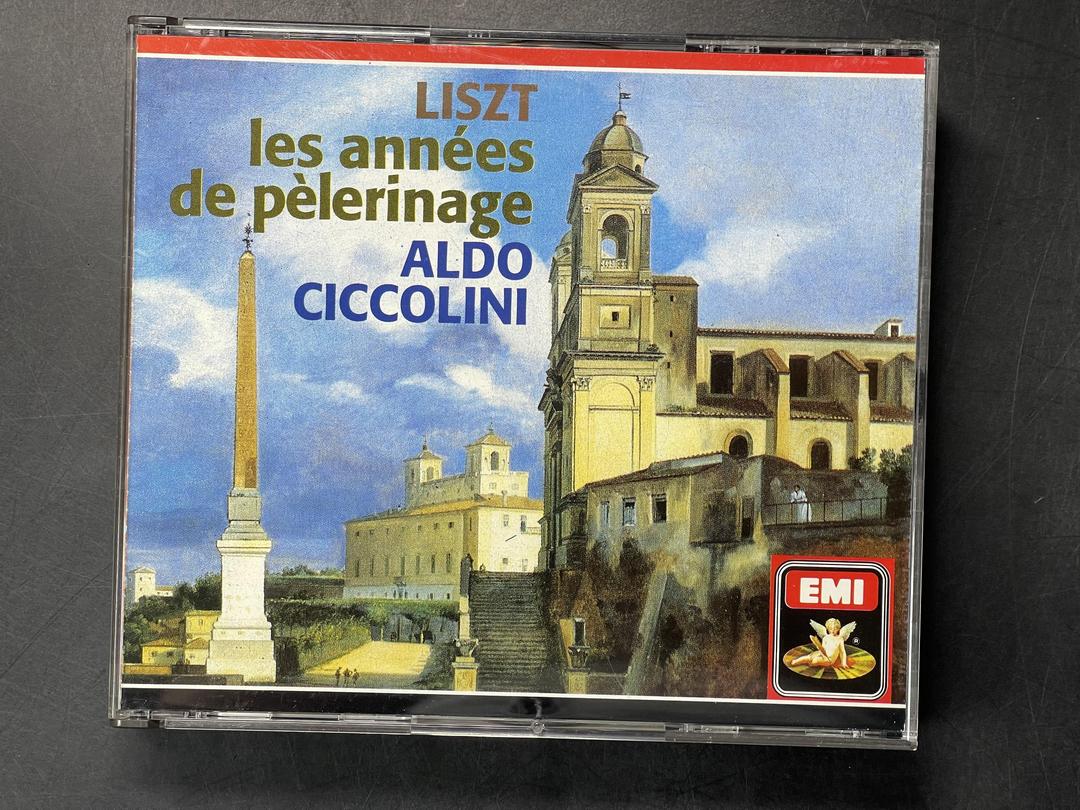 LISZT
les années
de pèlerinage
ALDO
CICCOLINI
EMI
®